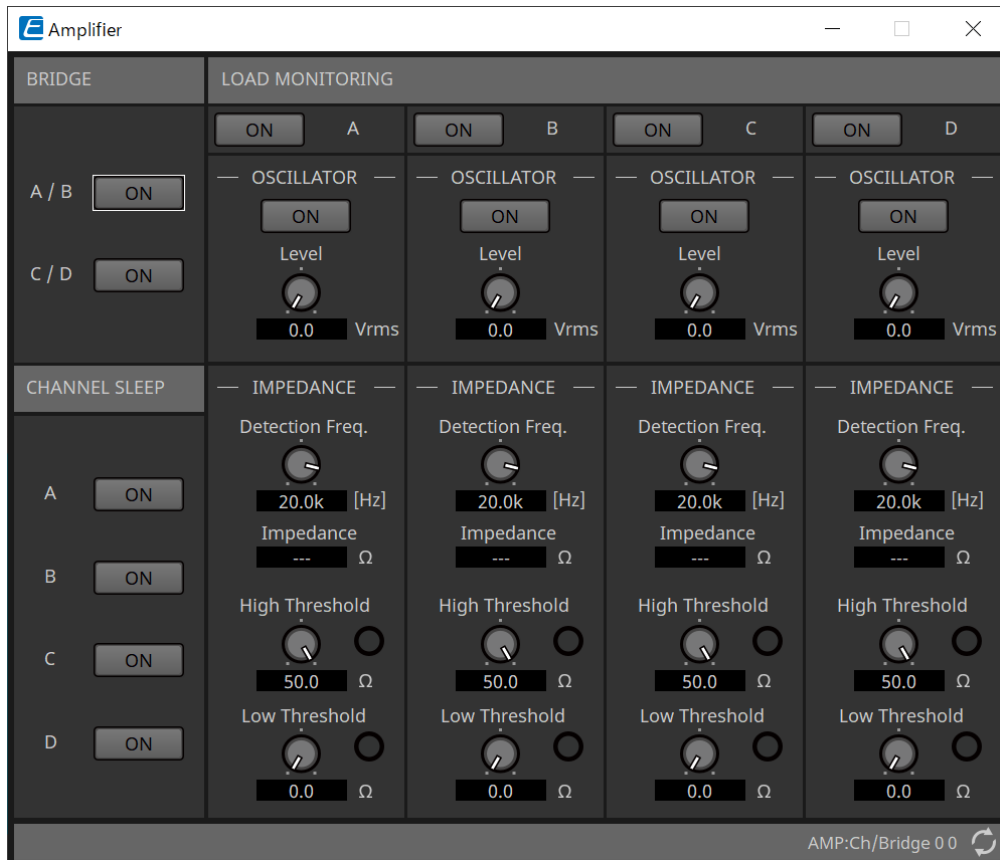 E Amplifier
BRIDGE
A / B ON
C / D ON
CHANNEL SLEEP
A ON
B ON
C ON
D ON
LOAD MONITORING
ON A ON B ON C ON D
OSCILLATOR OSCILLATOR OSCILLATOR OSCILLATOR
ON ON ON ON
Level Level Level Level
0.0 Vrms 0.0 Vrms 0.0 Vrms 0.0 Vrms
IMPEDANCE IMPEDANCE IMPEDANCE IMPEDANCE
Detection Freq. Detection Freq. Detection Freq. Detection Freq.
20.0k [Hz] 20.0k [Hz] 20.0k [Hz] 20.0k [Hz]
Impedance Impedance Impedance Impedance
--- Ω --- Ω --- Ω --- Ω
High Threshold High Threshold High Threshold High Threshold
50.0 Ω 50.0 Ω 50.0 Ω 50.0 Ω
Low Threshold Low Threshold Low Threshold Low Threshold
0.0 Ω 0.0 Ω 0.0 Ω 0.0 Ω
AMP:Ch/Bridge 0 0